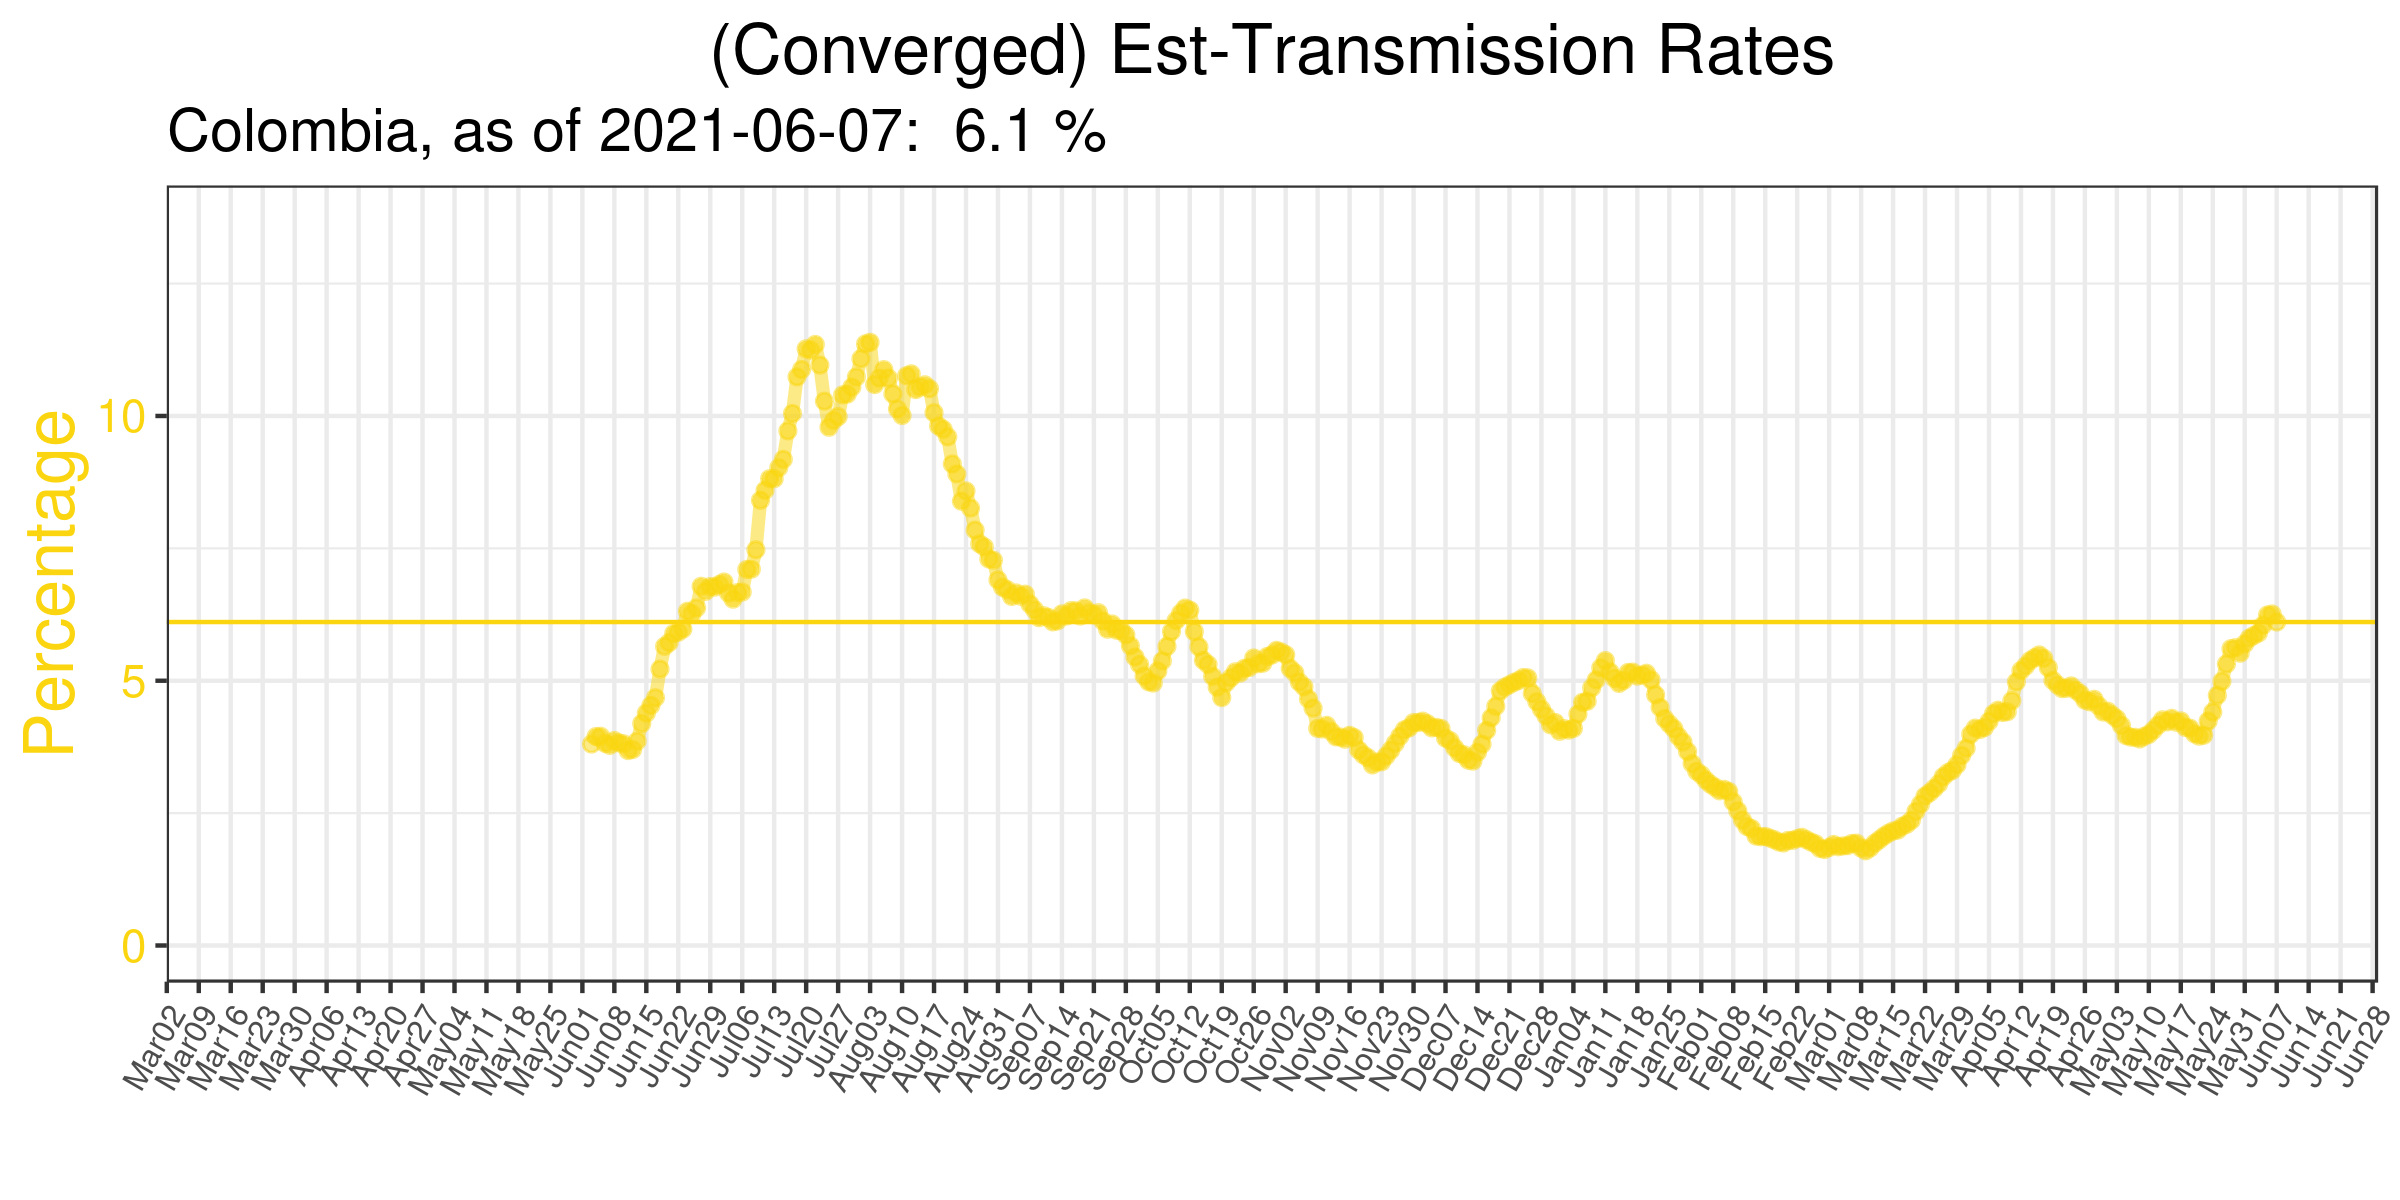 (Converged) Est-Transmission Rates
Colombia, as of 2021-06-07:  6.1 %
Percentage
10
5
0
Mar02
Mar09
Mar16
Mar23
Mar30
Apr06
Apr13
Apr20
Apr27
May04
May11
May18
May25
Jun01
Jun08
Jun15
Jun22
Jun29
Jul06
Jul13
Jul20
Jul27
Aug03
Aug10
Aug17
Aug24
Aug31
Sep07
Sep14
Sep21
Sep28
Oct05
Oct12
Oct19
Oct26
Nov02
Nov09
Nov16
Nov23
Nov30
Dec07
Dec14
Dec21
Dec28
Jan04
Jan11
Jan18
Jan25
Feb01
Feb08
Feb15
Feb22
Mar01
Mar08
Mar15
Mar22
Mar29
Apr05
Apr12
Apr19
Apr26
May03
May10
May17
May24
May31
May07
Jun14
Jun21
Jun28